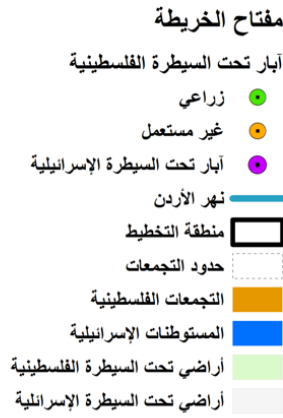 مفتاح الخريطة
آبار تحت السيطرة الفلسطينية
زراعي
غير مستعمل
آبار تحت السيطرة الإسرائيلية
نهر الأردن
منطقة التخطيط
حدود التجمعات
التجمعات الفلسطينية
المستوطنات الإسرائيلية
أراضي تحت السيطرة الفلسطينية
أراضي تحت السيطرة الإسرائلية